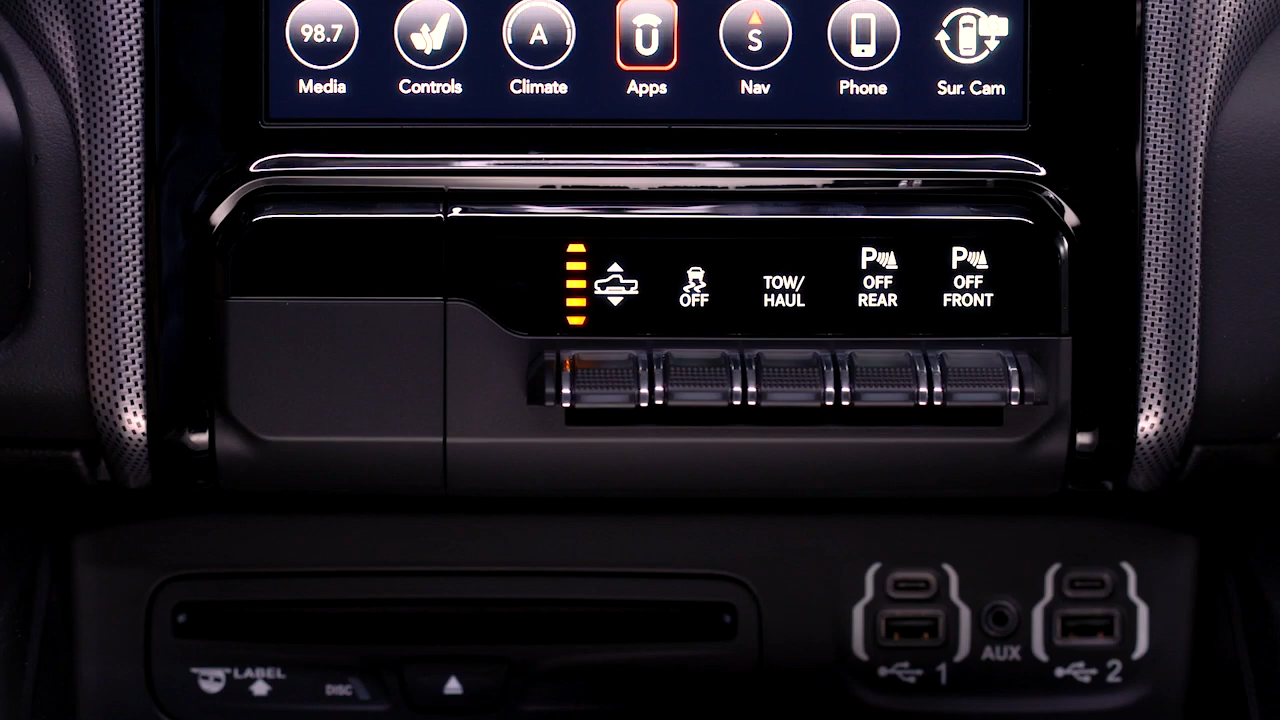 98.7 A S
Media Controls Climate Apps Nav Phone Sur. Cam
OFF
TOW/
HAUL
P
OFF
REAR
P
OFF
FRONT
LABEL
DISC
AUX
1
2